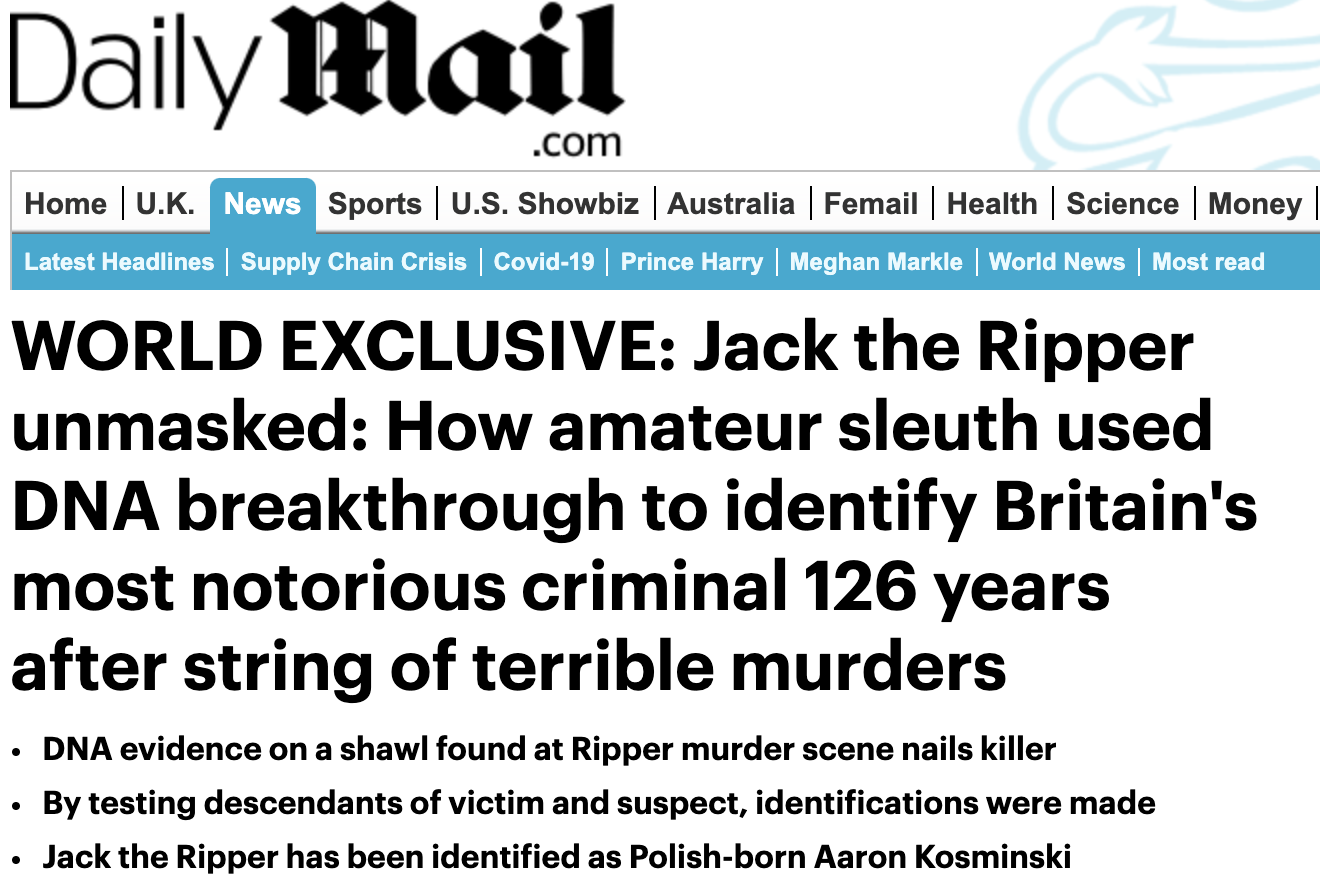 Daily Mail
.com
Home U.K. News Sports U.S. Showbiz Australia Femail Health Science Money
Latest Headlines Supply Chain Crisis Covid-19 Prince Harry Meghan Markle World News Most read
WORLD EXCLUSIVE: Jack the Ripper
unmasked: How amateur sleuth used
DNA breakthrough to identify Britain's
most notorious criminal 126 years
after string of terrible murders
• DNA evidence on a shawl found at Ripper murder scene nails killer
• By testing descendants of victim and suspect, identifications were made
• Jack the Ripper has been identified as Polish-born Aaron Kosminski